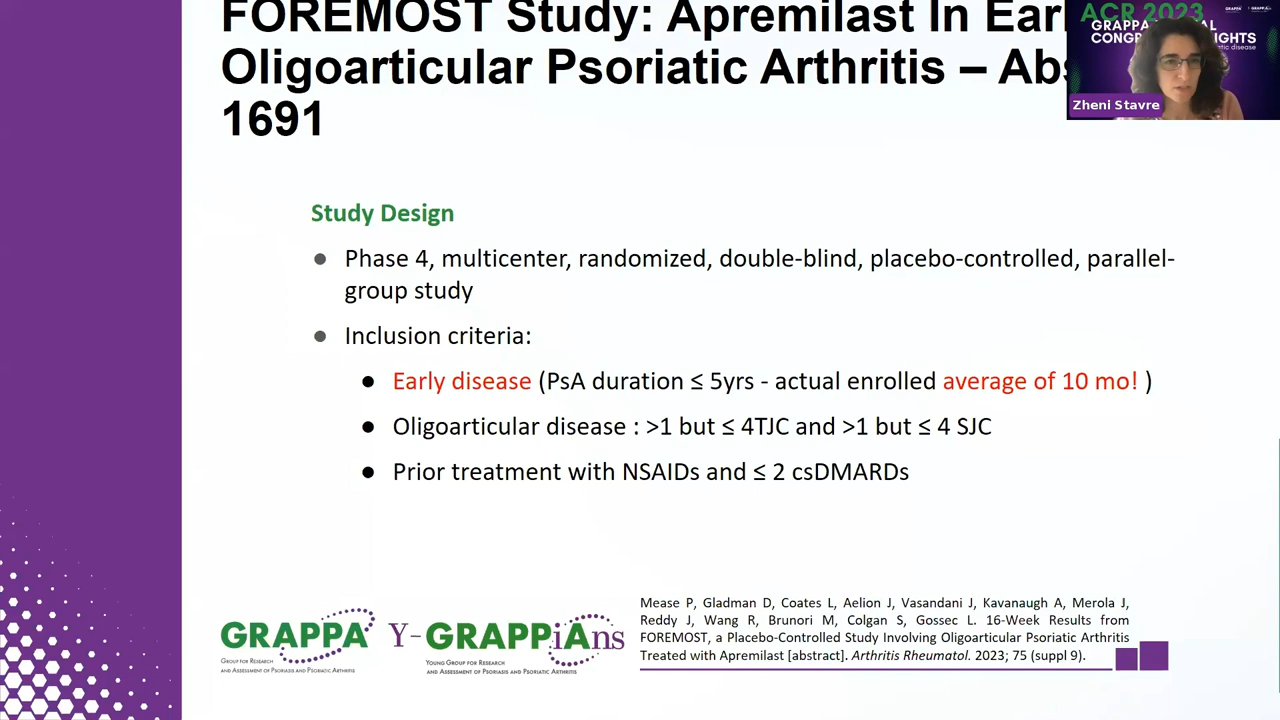 FOREMOST Study: Apremilast In Ear
Oligoarticular Psoriatic Arthritis – Abs
1691
ACR 2023
GRAPPA
CONG
IGHTS
Zheni Stavre
Study Design
● Phase 4, multicenter, randomized, double-blind, placebo-controlled, parallel-
group study
● Inclusion criteria:
● Early disease (PsA duration ≤ 5yrs - actual enrolled average of 10 mo! )
● Oligoarticular disease : >1 but ≤ 4TJC and >1 but ≤ 4 SJC
● Prior treatment with NSAIDs and ≤ 2 csDMARDs
GRAPPA
GROUP FOR RESEARCH
AND ASSESSMENT OF PSORIASIS AND PSORIATIC ARTHRITIS
Y-GRAPPiAns
YOUNG GROUP FOR RESEARCH
AND ASSESSMENT OF PSORIASIS AND PSORIATIC ARTHRITIS
Mease P, Gladman D, Coates L, Aelion J, Vasandani J, Kavanaugh A, Merola J,
Reddy J, Wang R, Brunori M, Colgan S, Gossec L. 16-Week Results from
FOREMOST, a Placebo-Controlled Study Involving Oligoarticular Psoriatic Arthritis
Treated with Apremilast [abstract]. Arthritis Rheumatol. 2023; 75 (suppl 9).